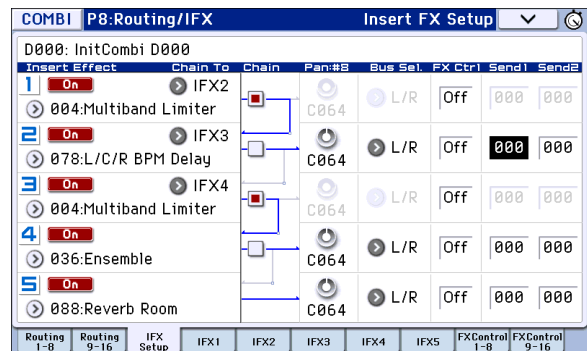 COMBI P8:Routing/IFX Insert FX Setup
D000: InitCombi D000
Insert Effect Chain To Chain Pan:#8 Bus Sel. FX Ctrl Send1 Send2
1 On IFX2
004:Multiband Limiter C064 L/R Off 000 000
2 On IFX3
078:L/C/R BPM Delay C064 L/R Off 000 000
3 On IFX4
004:Multiband Limiter C064 L/R Off 000 000
4 On
036:Ensemble C064 L/R Off 000 000
5 On
088:Reverb Room C064 L/R Off 000 000
Routing 1-8 Routing 9-16 IFX Setup IFX1 IFX2 IFX3 IFX4 IFX5 FXControl 1-8 FXControl 9-16